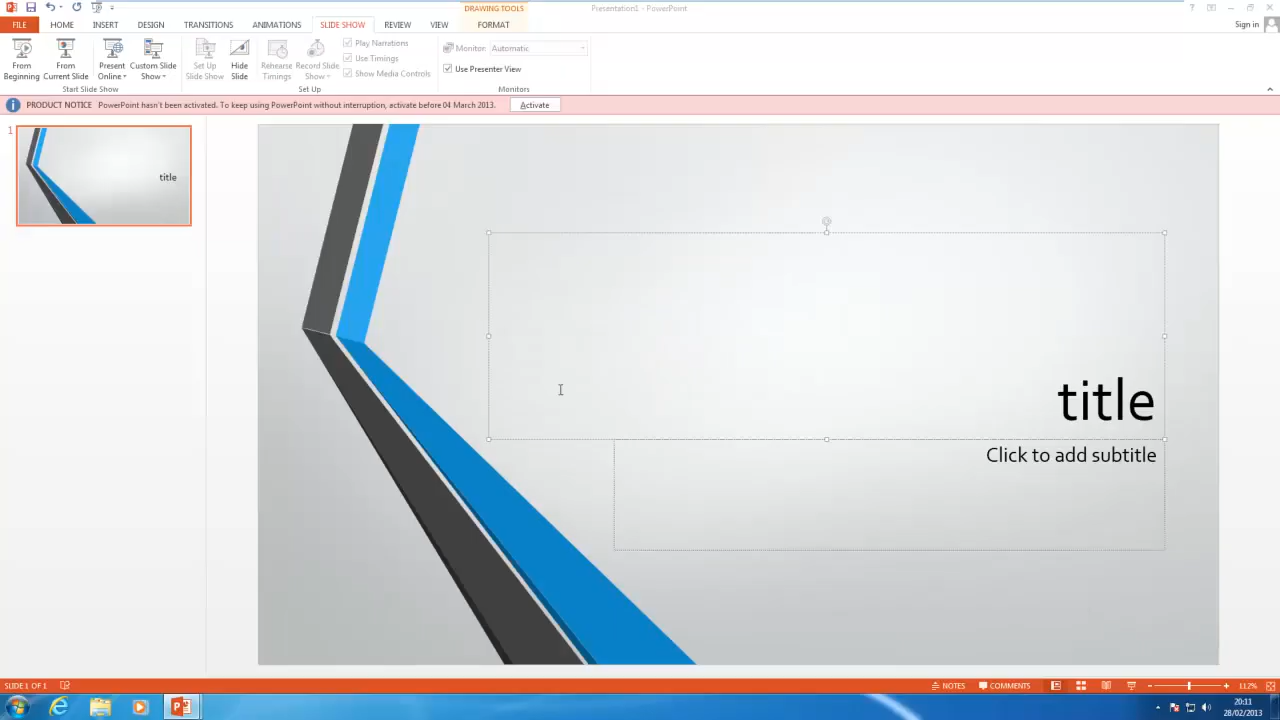 DRAWING TOOLS
Presentation1 - PowerPoint
FILE HOME INSERT DESIGN TRANSITIONS ANIMATIONS SLIDE SHOW REVIEW VIEW FORMAT
Sign in
From Beginning
From Current Slide
Present Online
Custom Slide Show
Start Slide Show
Set Up Slide Show
Hide Slide
Rehearse Timings
Record Slide Show
Play Narrations
Use Timings
Show Media Controls
Set Up
Monitor: Automatic
Use Presenter View
Monitors
PRODUCT NOTICE PowerPoint hasn't been activated. To keep using PowerPoint without interruption, activate before 04 March 2013. Activate
1
title
title
Click to add subtitle
SLIDE 1 OF 1
NOTES
COMMENTS
112%
20:11
28/02/2013